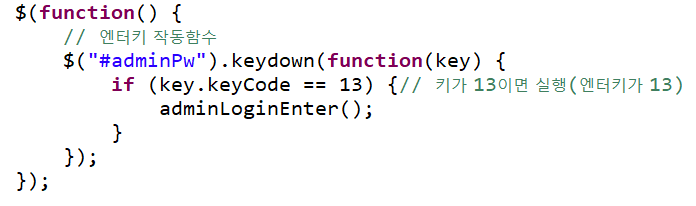 $(function() {
    // 엔터키 작동함수
    $("#adminPw").keydown(function(key) {
        if (key.keyCode == 13) {// 키가 13이면 실행(엔터키가 13)
            adminLoginEnter();
        }
    });
});